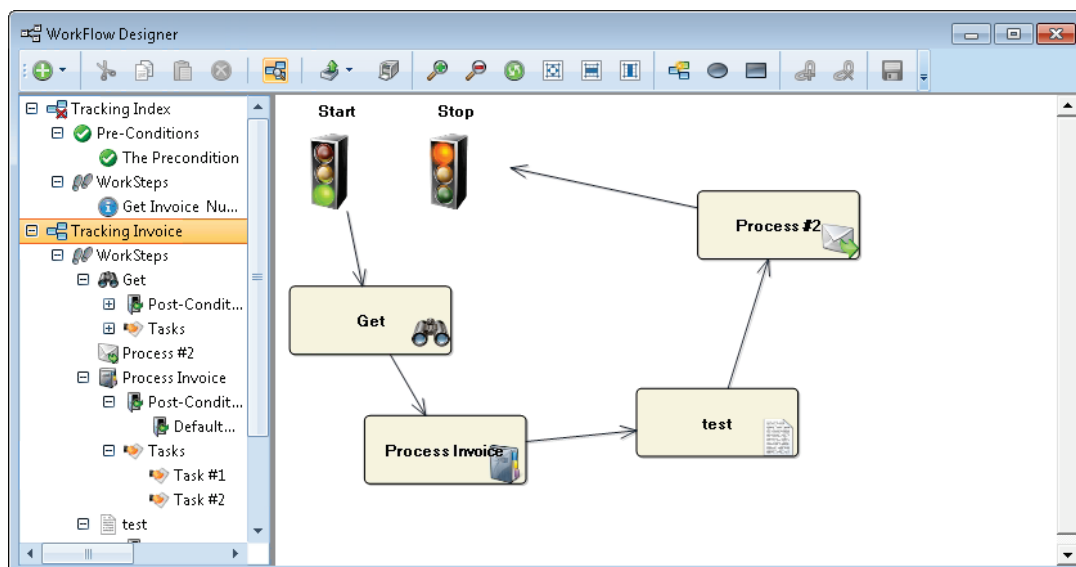 WorkFlow Designer
Tracking Index
Pre-Conditions
The Precondition
WorkSteps
Get Invoice Nu...
Tracking Invoice
WorkSteps
Get
Post-Condit...
Tasks
Process #2
Process Invoice
Post-Condit...
Default...
Tasks
Task #1
Task #2
test
Start
Stop
Process #2
Get
test
Process Invoice